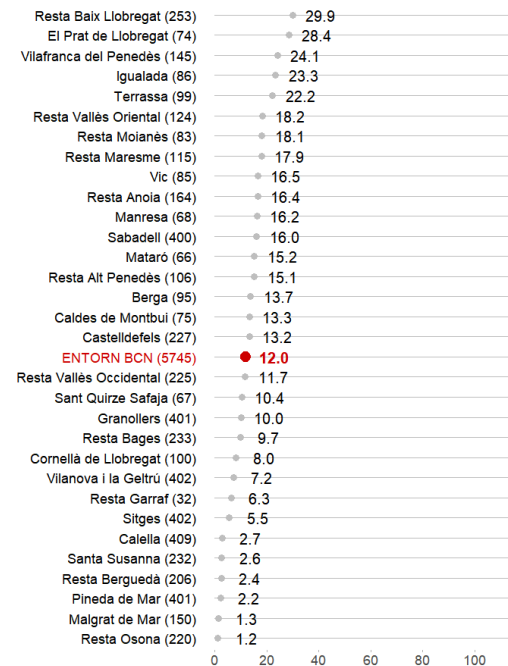 Resta Baix Llobregat (253) 29.9
El Prat de Llobregat (74) 28.4
Vilafranca del Penedès (145) 24.1
Igualada (86) 23.3
Terrassa (99) 22.2
Resta Vallès Oriental (124) 18.2
Resta Moianès (83) 18.1
Resta Maresme (115) 17.9
Vic (85) 16.5
Resta Anoia (164) 16.4
Manresa (68) 16.2
Sabadell (400) 16.0
Mataró (66) 15.2
Resta Alt Penedès (106) 15.1
Berga (95) 13.7
Caldes de Montbui (75) 13.3
Castelldefels (227) 13.2
ENTORN BCN (5745) 12.0
Resta Vallès Occidental (225) 11.7
Sant Quirze Safaja (67) 10.4
Granollers (401) 10.0
Resta Bages (233) 9.7
Cornellà de Llobregat (100) 8.0
Vilanova i la Geltrú (402) 7.2
Resta Garraf (32) 6.3
Sitges (402) 5.5
Calella (409) 2.7
Santa Susanna (232) 2.6
Resta Berguedà (206) 2.4
Pineda de Mar (401) 2.2
Malgrat de Mar (150) 1.3
Resta Osona (220) 1.2
0 20 40 60 80 100